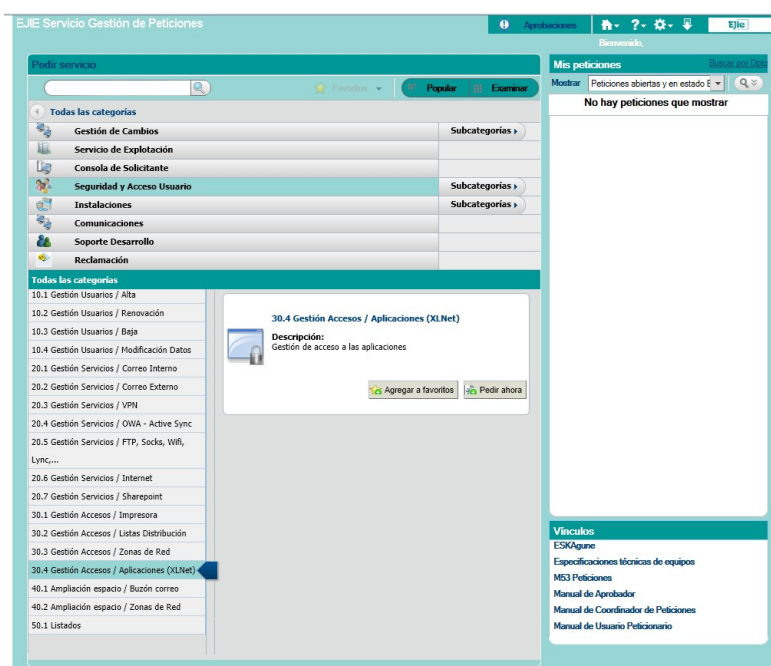 EJIE Servicio Gestión de Peticiones
Aprobaciones
? 
Ejie
Bienvenido,
Pedir servicio
Favoritos
Popular
Examinar
Todas las categorías
Gestión de Cambios
Subcategorías
Servicio de Explotación
Consola de Solicitante
Seguridad y Acceso Usuario
Subcategorías
Instalaciones
Subcategorías
Comunicaciones
Soporte Desarrollo
Reclamación
Todas las categorías
10.1 Gestión Usuarios / Alta
10.2 Gestión Usuarios / Renovación
10.3 Gestión Usuarios / Baja
10.4 Gestión Usuarios / Modificación Datos
20.1 Gestión Servicios / Correo Interno
20.2 Gestión Servicios / Correo Externo
20.3 Gestión Servicios / VPN
20.4 Gestión Servicios / OWA - Active Sync
20.5 Gestión Servicios / FTP, Socks, Wifi,
Lync,...
20.6 Gestión Servicios / Internet
20.7 Gestión Servicios / Sharepoint
30.1 Gestión Accesos / Impresora
30.2 Gestión Accesos / Listas Distribución
30.3 Gestión Accesos / Zonas de Red
30.4 Gestión Accesos / Aplicaciones (XLNet)
40.1 Ampliación espacio / Buzón correo
40.2 Ampliación espacio / Zonas de Red
50.1 Listados
30.4 Gestión Accesos / Aplicaciones (XLNet)
Descripción:
Gestión de acceso a las aplicaciones
Agregar a favoritos
Pedir ahora
Mis peticiones
Buscar por Dpto
Mostrar
Peticiones abiertas y en estado E
No hay peticiones que mostrar
Vínculos
ESKAgune
Especificaciones técnicas de equipos
M53 Peticiones
Manual de Aprobador
Manual de Coordinador de Peticiones
Manual de Usuario Peticionario